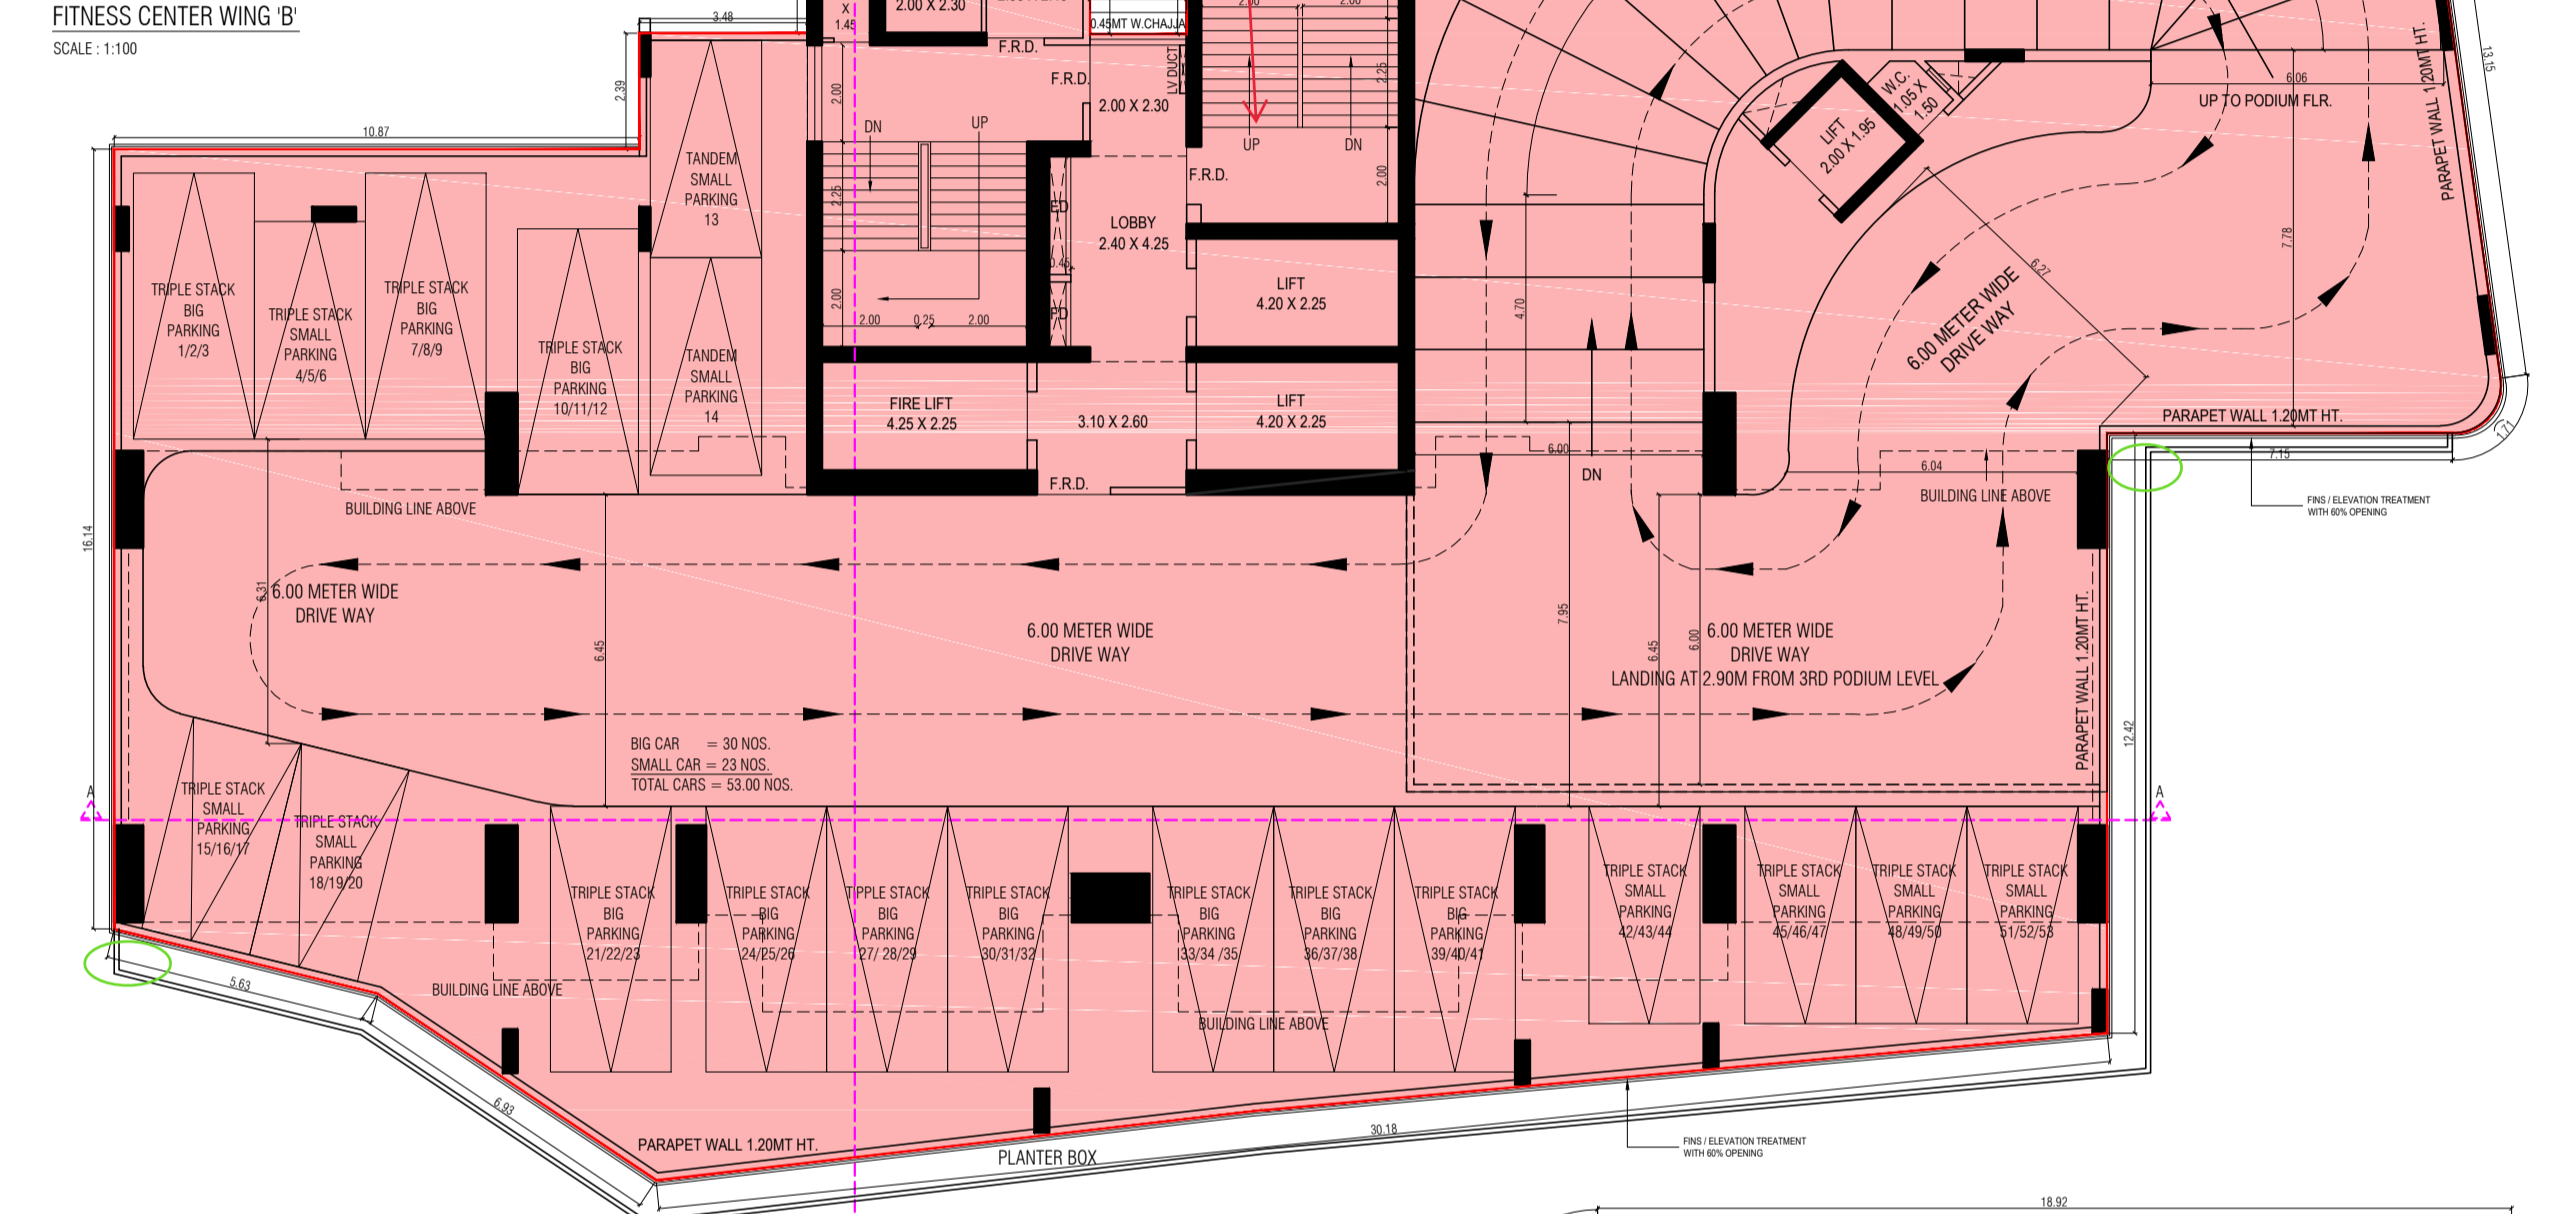 FITNESS CENTER WING 'B'
SCALE : 1:100
3.48
X
1.45
2.00 X 2.30
0.45MT W.CHAJJA
F.R.D.
F.R.D.
LV DUCT
2.00 X 2.30
2.00
2.00
2.25
2.00
UP
DN
F.R.D.
2.39
10.87
16.14
TANDEM
SMALL
PARKING
13
TANDEM
SMALL
PARKING
14
2.00
2.25
2.00
DN
UP
2.00
0.25
2.00
ED
0.45
FD
LOBBY
2.40 X 4.25
LIFT
4.20 X 2.25
LIFT
4.20 X 2.25
FIRE LIFT
4.25 X 2.25
3.10 X 2.60
F.R.D.
TRIPLE STACK
BIG
PARKING
1/2/3
TRIPLE STACK
SMALL
PARKING
4/5/6
TRIPLE STACK
BIG
PARKING
7/8/9
TRIPLE STACK
BIG
PARKING
10/11/12
W.C.
1.05 X
1.50
LIFT
2.00 X 1.95
6.06
UP TO PODIUM FLR.
PARAPET WALL 1.20MT HT.
13.15
7.78
6.27
6.00 METER WIDE
DRIVE WAY
4.70
6.00
DN
PARAPET WALL 1.20MT HT.
1.71
7.15
6.04
BUILDING LINE ABOVE
FINS / ELEVATION TREATMENT
WITH 60% OPENING
BUILDING LINE ABOVE
6.31
6.00 METER WIDE
DRIVE WAY
6.45
6.00 METER WIDE
DRIVE WAY
7.95
6.45
6.00
6.00 METER WIDE
DRIVE WAY
LANDING AT 2.90M FROM 3RD PODIUM LEVEL
PARAPET WALL 1.20MT HT.
12.42
BIG CAR = 30 NOS.
SMALL CAR = 23 NOS.
TOTAL CARS = 53.00 NOS.
A
A
TRIPLE STACK
SMALL
PARKING
15/16/17
TRIPLE STACK
SMALL
PARKING
18/19/20
TRIPLE STACK
BIG
PARKING
21/22/23
TRIPLE STACK
BIG
PARKING
24/25/26
T PPLE STACK
BIG
PARKING
27/ 28/29
TRIPLE STACK
BIG
PARKING
30/31/32
TRIPLE STACK
BIG
PARKING
33/34 /35
TRIPLE STACK
BIG
PARKING
36/37/38
TRIPLE STACK
BIG
PARKING
39/40/41
TRIPLE STACK
SMALL
PARKING
42/43/44
TRIPLE STACK
SMALL
PARKING
45/46/47
TRIPLE STACK
SMALL
PARKING
48/49/50
TRIPLE STACK
SMALL
PARKING
51/52/53
5.63
BUILDING LINE ABOVE
BUILDING LINE ABOVE
6.93
PARAPET WALL 1.20MT HT.
30.18
PLANTER BOX
FINS / ELEVATION TREATMENT
WITH 60% OPENING
18.92